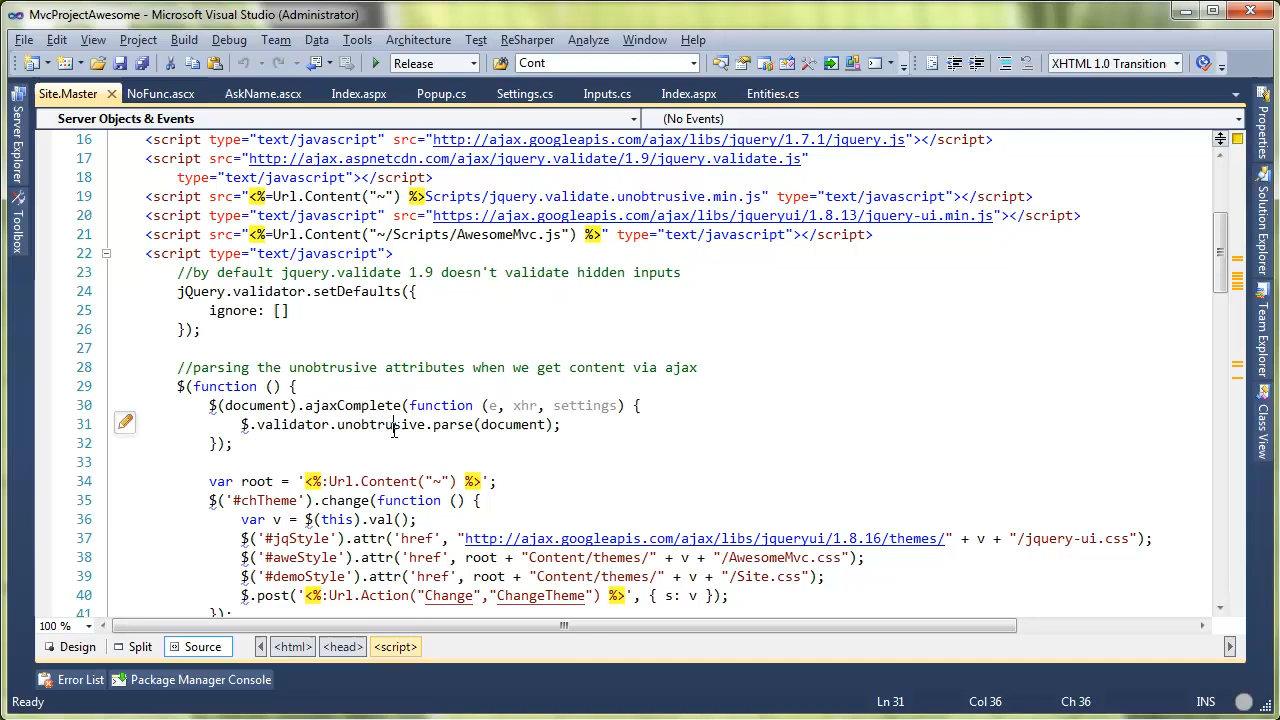 MvcProjectAwesome - Microsoft Visual Studio (Administrator)
File Edit View Project Build Debug Team Data Tools Architecture Test ReSharper Analyze Window Help
Release Cont XHTML 1.0 Transition
Site.Master NoFunc.ascx AskName.ascx Index.aspx Popup.cs Settings.cs Inputs.cs Index.aspx Entities.cs
Server Objects & Events (No Events)
16 <script type="text/javascript" src="http://ajax.googleapis.com/ajax/libs/jquery/1.7.1/jquery.js"></script>
17 <script src="http://ajax.aspnetcdn.com/ajax/jquery.validate/1.9/jquery.validate.js"
18 type="text/javascript"></script>
19 <script src="<%=Url.Content("~") %>Scripts/jquery.validate.unobtrusive.min.js" type="text/javascript"></script>
20 <script type="text/javascript" src="https://ajax.googleapis.com/ajax/libs/jqueryui/1.8.13/jquery-ui.min.js"></script>
21 <script src="<%=Url.Content("~/Scripts/AwesomeMvc.js") %>" type="text/javascript"></script>
22 <script type="text/javascript">
23 //by default jquery.validate 1.9 doesn't validate hidden inputs
24 jQuery.validator.setDefaults({
25 ignore: []
26 });
27
28 //parsing the unobtrusive attributes when we get content via ajax
29 $(function () {
30 $(document).ajaxComplete(function (e, xhr, settings) {
31 $.validator.unobtrusive.parse(document);
32 });
33
34 var root = '<%:Url.Content("~") %>';
35 $('#chTheme').change(function () {
36 var v = $(this).val();
37 $('#jqStyle').attr('href', "http://ajax.googleapis.com/ajax/libs/jqueryui/1.8.16/themes/" + v + "/jquery-ui.css");
38 $('#aweStyle').attr('href', root + "Content/themes/" + v + "/AwesomeMvc.css");
39 $('#demoStyle').attr('href', root + "Content/themes/" + v + "/Site.css");
40 $.post('<%:Url.Action("Change","ChangeTheme") %>', { s: v });
41 });
100 %
Design Split Source <html> <head> <script>
Error List Package Manager Console
Ready Ln 31 Col 36 Ch 36 INS
Server Explorer
Toolbox
Properties
Solution Explorer
Team Explorer
Class View